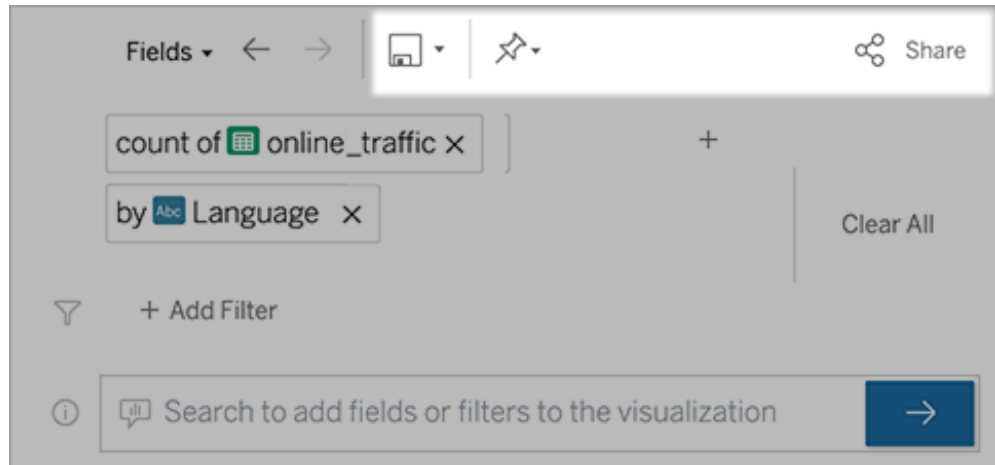 Fields
Share
count of online_traffic ×
by Abc Language ×
Clear All
+ Add Filter
Search to add fields or filters to the visualization